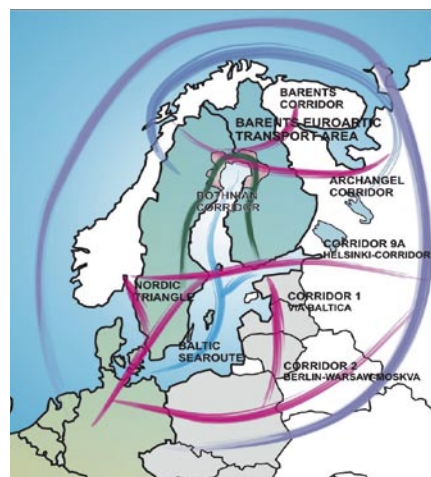 BARENTS
CORRIDOR
BARENTS EUROARTIC
TRANSPORT AREA
ARCHANGEL
CORRIDOR
BOTHNIAN
CORRIDOR
CORRIDOR 9A
HELSINKI-CORRIDOR
NORDIC
TRIANGLE
CORRIDOR 1
VIA BALTICA
BALTIC
SEAROUTE
CORRIDOR 2
BERLIN-WARSAW-MOSKVA